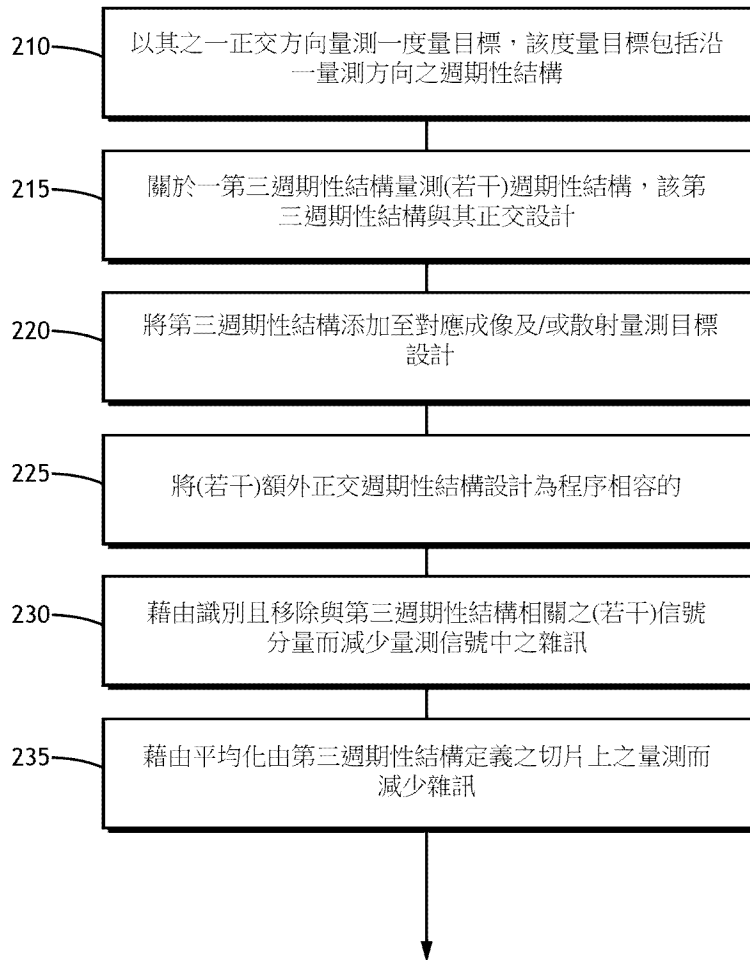 210
以其之一正交方向量測一度量目標，該度量目標包括沿
一量測方向之週期性結構
215
關於一第三週期性結構量測(若干)週期性結構，該第
三週期性結構與其正交設計
220
將第三週期性結構添加至對應成像及/或散射量測目標
設計
225
將(若干)額外正交週期性結構設計為程序相容的
230
藉由識別且移除與第三週期性結構相關之(若干)信號
分量而減少量測信號中之雜訊
235
藉由平均化由第三週期性結構定義之切片上之量測而
減少雜訊